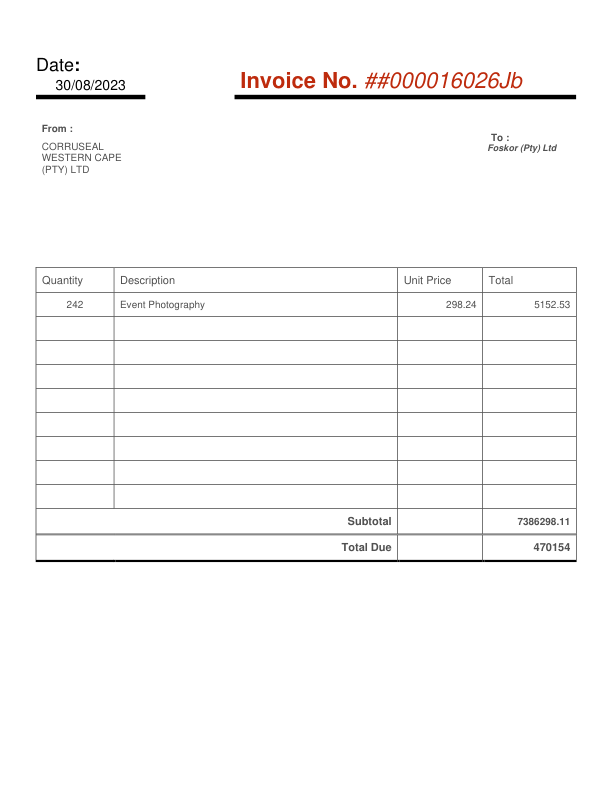 Date:
30/08/2023
Invoice No. ##000016026Jb
From :
CORRUSEAL
WESTERN CAPE
(PTY) LTD
To :
Foskor (Pty) Ltd
Quantity Description Unit Price Total
242 Event Photography 298.24 5152.53
Subtotal 7386298.11
Total Due 470154